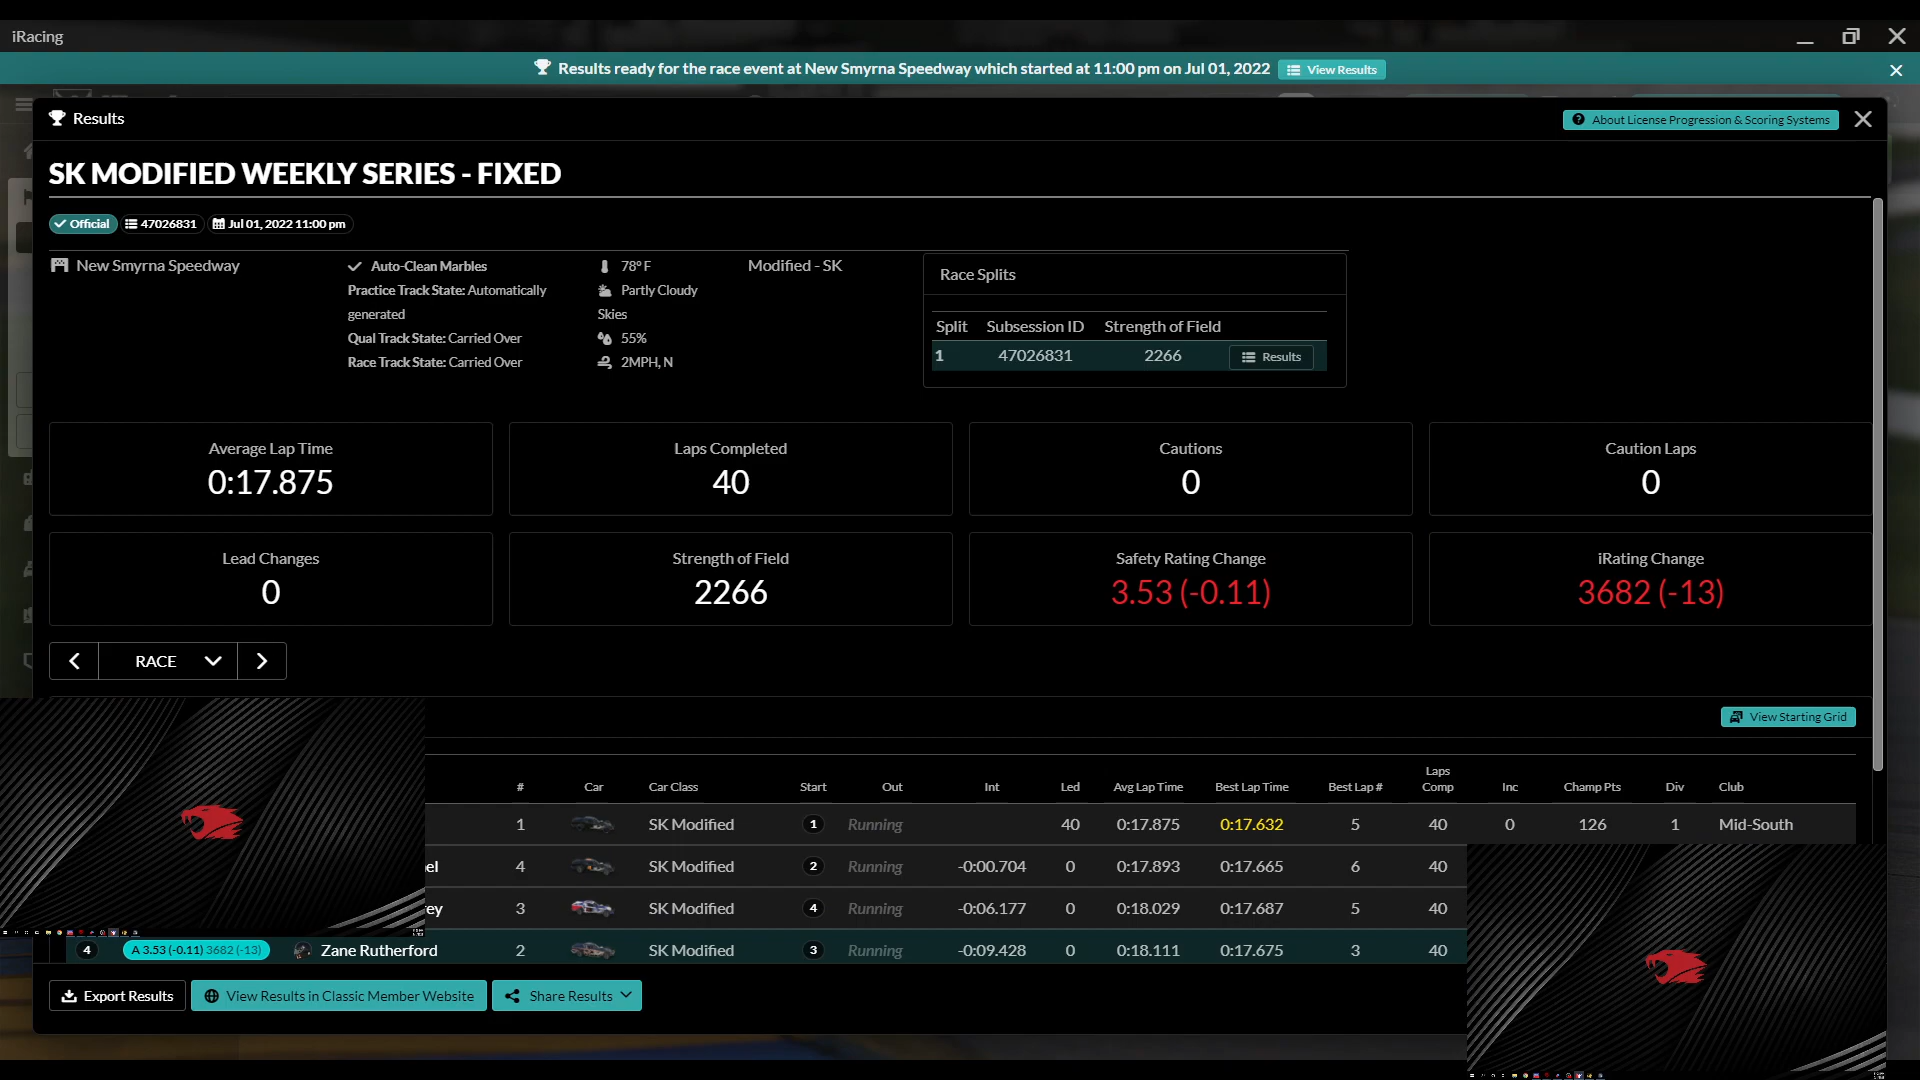 iRacing
Results ready for the race event at New Smyrna Speedway which started at 11:00 pm on Jul 01, 2022 View Results
Results About License Progression & Scoring Systems
SK MODIFIED WEEKLY SERIES - FIXED
Official 47026831 Jul 01, 2022 11:00 pm
New Smyrna Speedway
Auto-Clean Marbles
Practice Track State: Automatically
generated
Qual Track State: Carried Over
Race Track State: Carried Over
78° F
Partly Cloudy
Skies
55%
2MPH, N
Modified - SK
Race Splits
Split Subsession ID Strength of Field
1 47026831 2266 Results
Average Lap Time
0:17.875
Laps Completed
40
Cautions
0
Caution Laps
0
Lead Changes
0
Strength of Field
2266
Safety Rating Change
3.53 (-0.11)
iRating Change
3682 (-13)
RACE
View Starting Grid
# Car Car Class Start Out Int Led Avg Lap Time Best Lap Time Best Lap # Laps Comp Inc Champ Pts Div Club
1 SK Modified 1 Running 40 0:17.875 0:17.632 5 40 0 126 1 Mid-South
el 4 SK Modified 2 Running -0:00.704 0 0:17.893 0:17.665 6 40
ey 3 SK Modified 4 Running -0:06.177 0 0:18.029 0:17.687 5 40
4 A 3.53 (-0.11) 3682 (-13) Zane Rutherford 2 SK Modified 3 Running -0:09.428 0 0:18.111 0:17.675 3 40
Export Results View Results in Classic Member Website Share Results